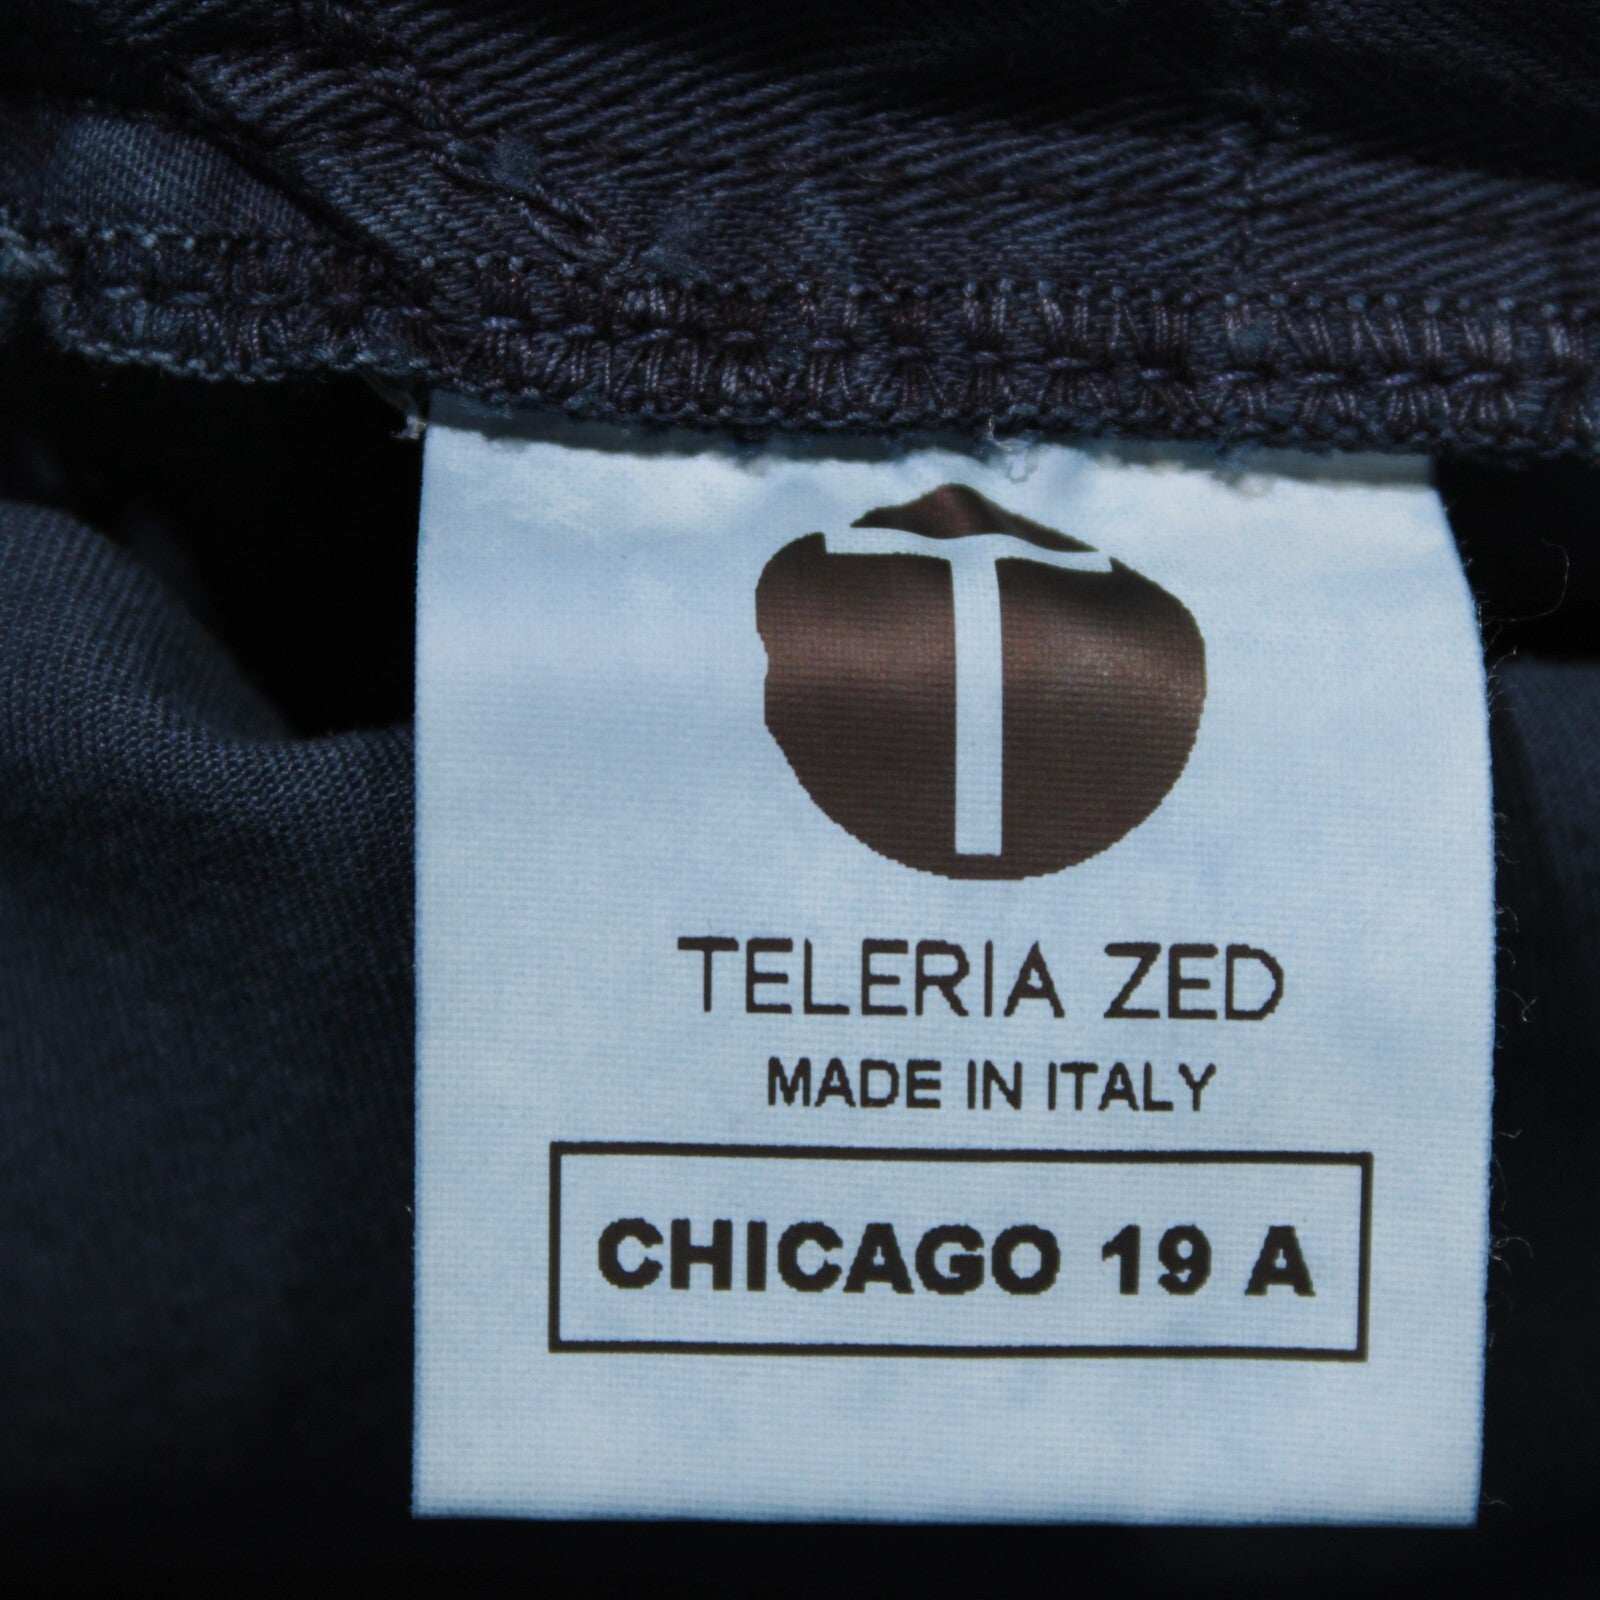 T
TELERIA ZED
MADE IN ITALY
CHICAGO 19 A